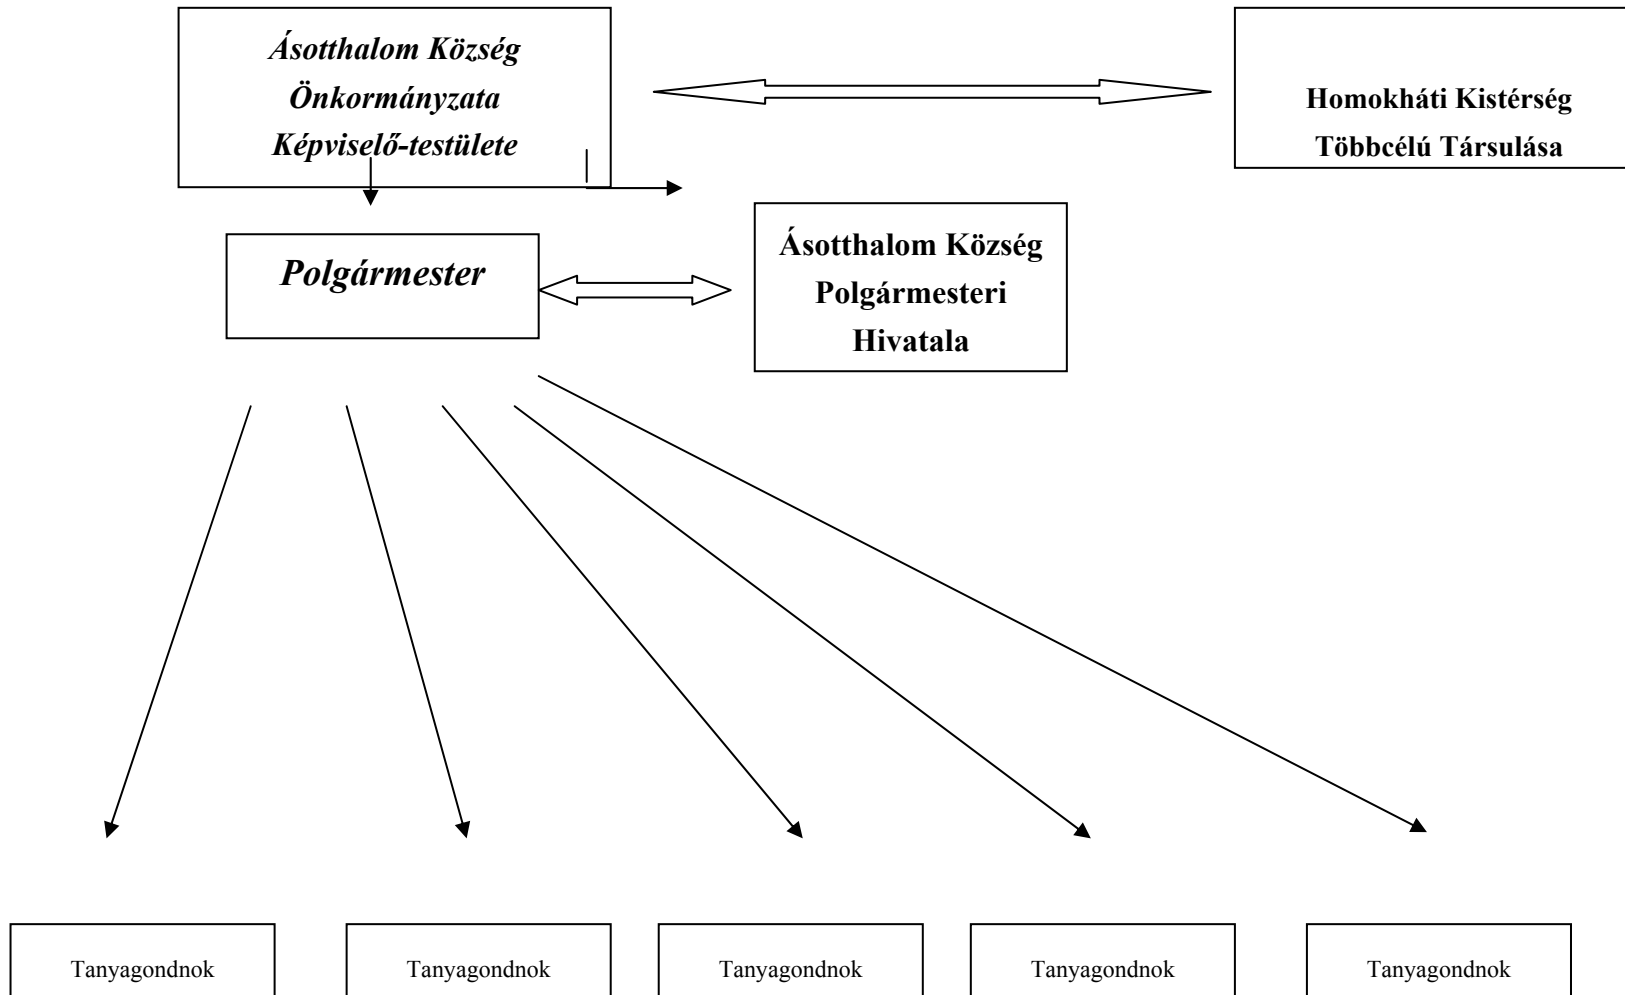 Ásotthalom Község
Önkormányzata
Képviselő-testülete
Homokháti Kistérség
Többcélú Társulása
Polgármester
Ásotthalom Község
Polgármesteri
Hivatala
Tanyagondnok
Tanyagondnok
Tanyagondnok
Tanyagondnok
Tanyagondnok